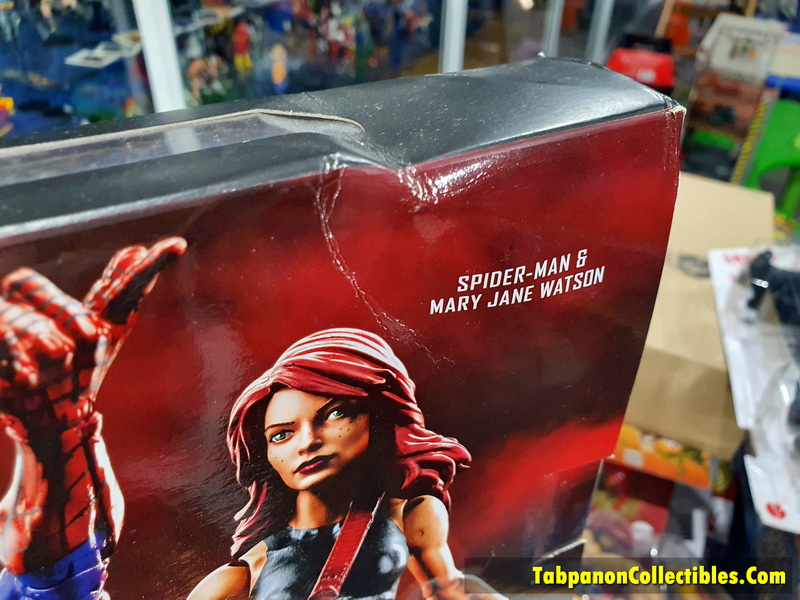 SPIDER-MAN &
MARY JANE WATSON
TabpanonCollectibles.Com